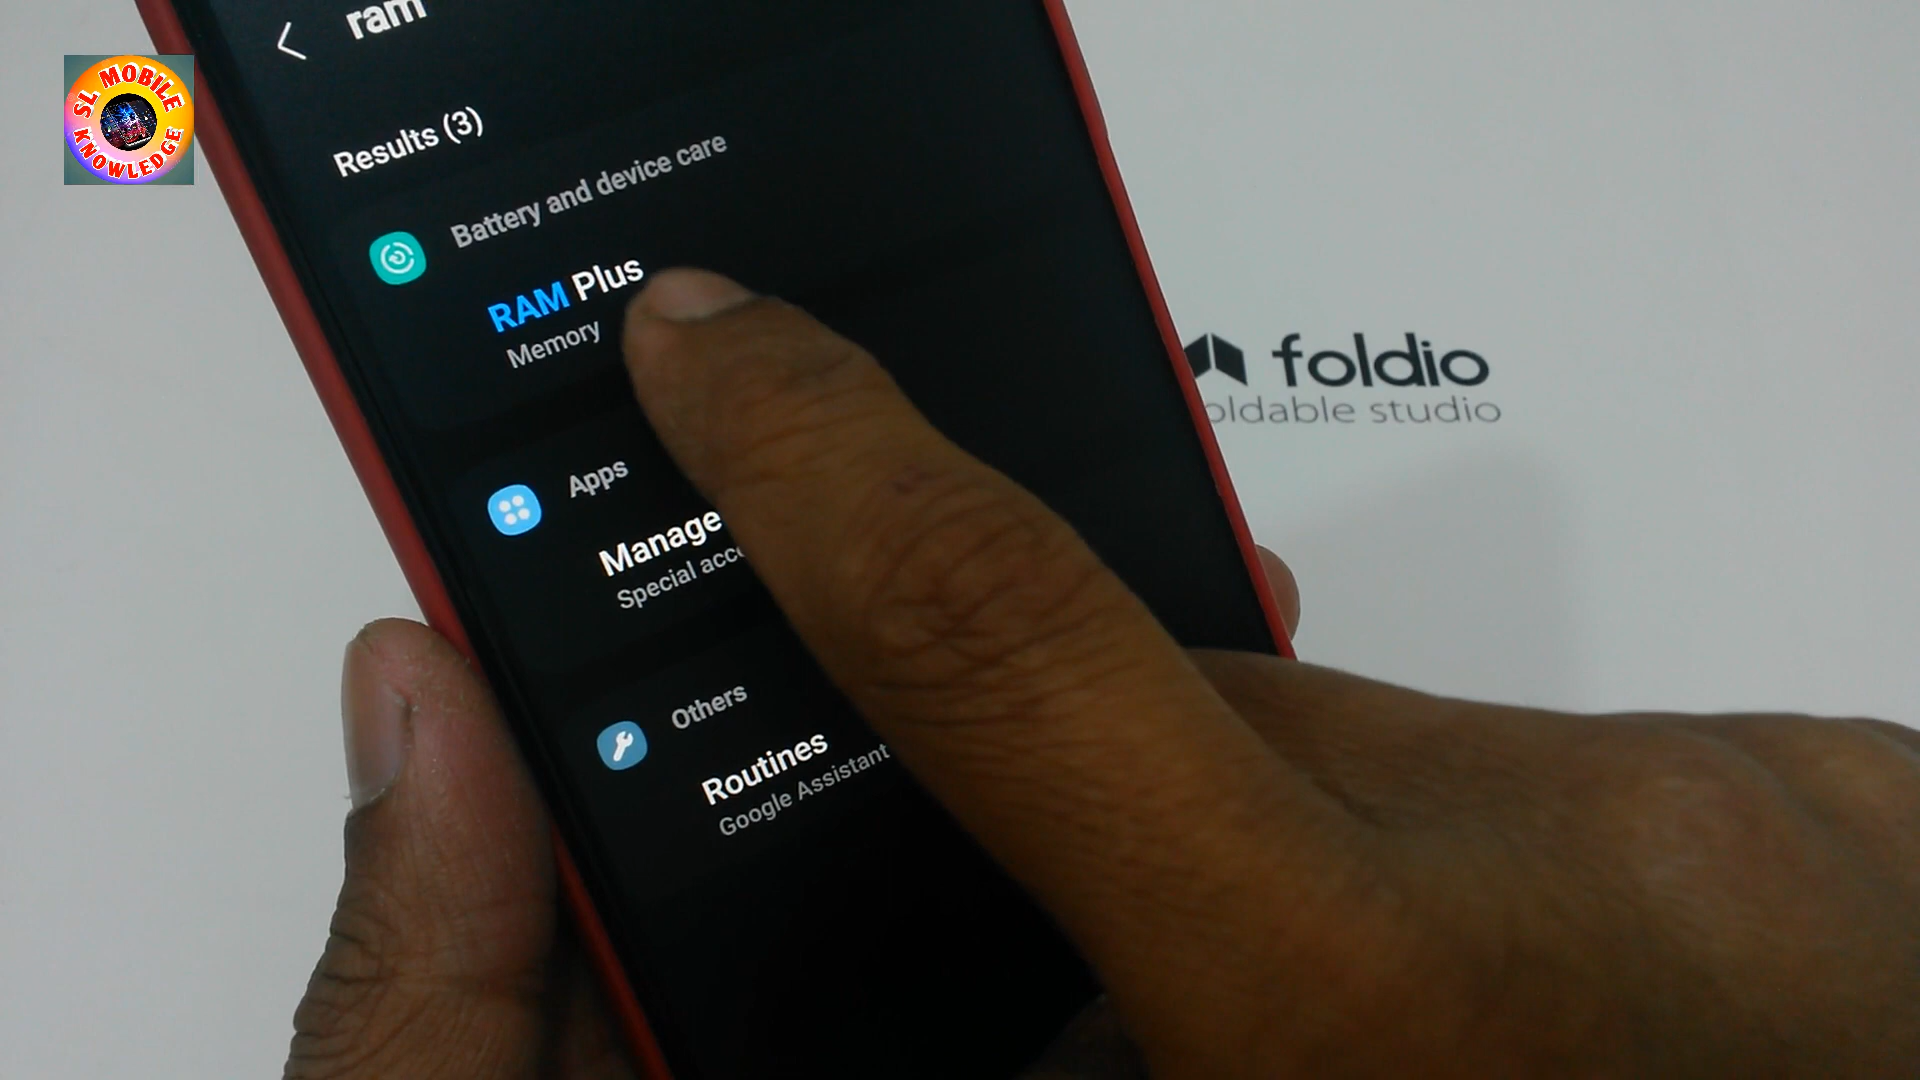 ram
SL MOBILE
KNOWLEDGE
Results (3)
Battery and device care
RAM Plus
Memory
foldio
oldable studio
Apps
Manage
Special acc
Others
Routines
Google Assistant